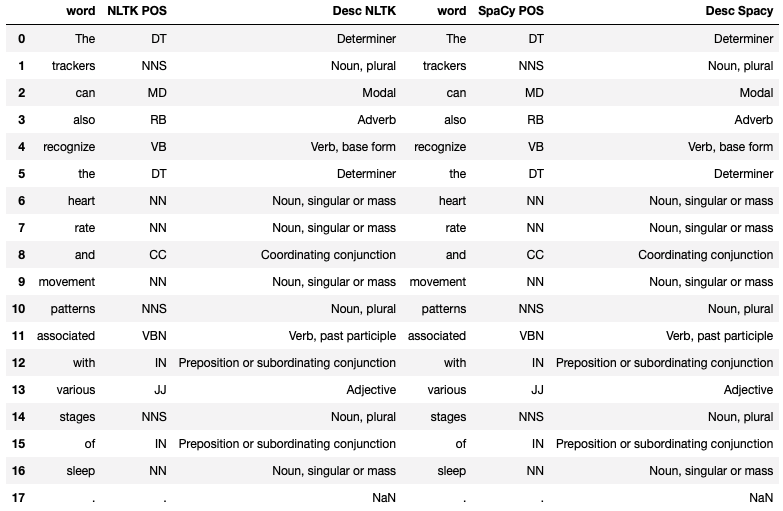 word NLTK POS Desc NLTK word SpaCy POS Desc Spacy
0 The DT Determiner The DT Determiner
1 trackers NNS Noun, plural trackers NNS Noun, plural
2 can MD Modal can MD Modal
3 also RB Adverb also RB Adverb
4 recognize VB Verb, base form recognize VB Verb, base form
5 the DT Determiner the DT Determiner
6 heart NN Noun, singular or mass heart NN Noun, singular or mass
7 rate NN Noun, singular or mass rate NN Noun, singular or mass
8 and CC Coordinating conjunction and CC Coordinating conjunction
9 movement NN Noun, singular or mass movement NN Noun, singular or mass
10 patterns NNS Noun, plural patterns NNS Noun, plural
11 associated VBN Verb, past participle associated VBN Verb, past participle
12 with IN Preposition or subordinating conjunction with IN Preposition or subordinating conjunction
13 various JJ Adjective various JJ Adjective
14 stages NNS Noun, plural stages NNS Noun, plural
15 of IN Preposition or subordinating conjunction of IN Preposition or subordinating conjunction
16 sleep NN Noun, singular or mass sleep NN Noun, singular or mass
17 . . NaN . . NaN